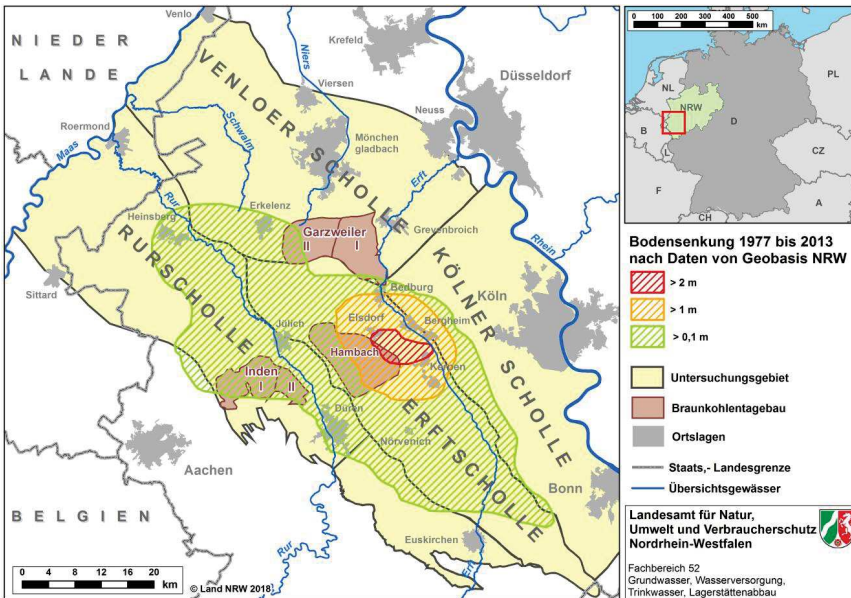 Venlo
NIEDER
LANDE
Krefeld
Niers
Viersen
VENLOER SCHOLLE
Düsseldorf
Neuss
Schwalm
Roermond
Mönchen
gladbach
Maas
Rur
Erft
Erkelenz
Heinsberg
Garzweiler
II
I
Grevenbroich
Rhein
RURSCHOLLE
KÖLNER SCHOLLE
Sittard
Bedburg
Köln
Elsdorf
Bergheim
Jülich
Hambach
Kerpen
Inden
I
II
ERFTSCHOLLE
Düren
Nörvenich
Aachen
Bonn
BELGIEN
Euskirchen
Rur
Erft
0 4 8 12 16 20
km
© Land NRW 2018
0 100 200 300 400 500
km
NL
PL
NRW
B
D
L
CZ
F
A
CH
Bodensenkung 1977 bis 2013
nach Daten von Geobasis NRW
> 2 m
> 1 m
> 0,1 m
Untersuchungsgebiet
Braunkohlentagebau
Ortslagen
Staats,- Landesgrenze
Übersichtsgewässer
Landesamt für Natur,
Umwelt und Verbraucherschutz
Nordrhein-Westfalen
Fachbereich 52
Grundwasser, Wasserversorgung,
Trinkwasser, Lagerstättenabbau